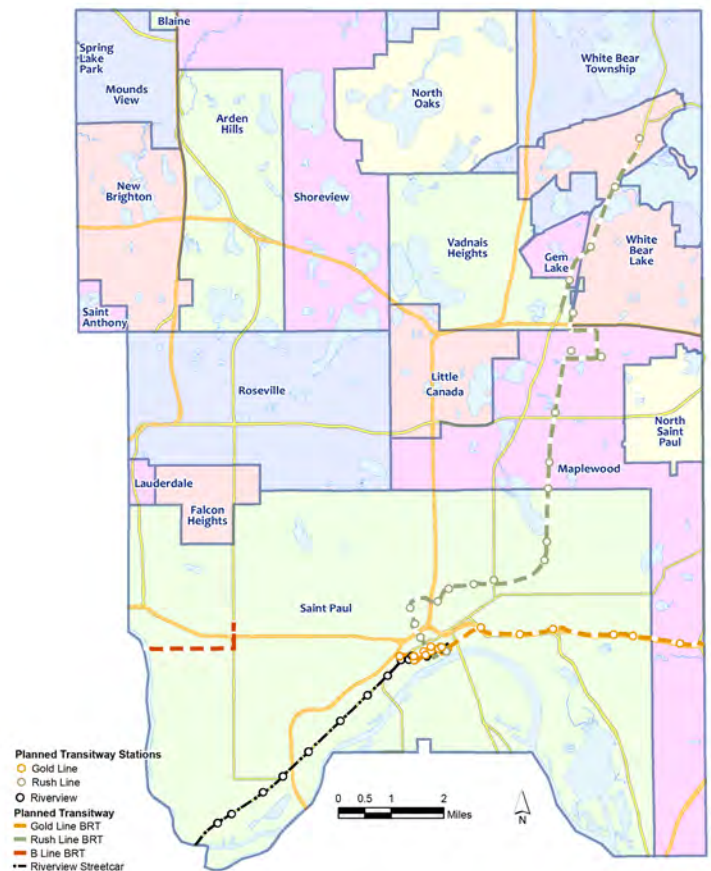 Blaine
Spring
Lake
Park
Mounds
View
White Bear
Township
North
Oaks
Arden
Hills
New
Brighton
Shoreview
Vadnais
Heights
Gem
Lake
White
Bear
Lake
Saint
Anthony
Roseville
Little
Canada
North
Saint
Paul
Maplewood
Lauderdale
Falcon
Heights
Saint Paul
Planned Transitway Stations
Gold Line
Rush Line
Riverview
Planned Transitway
Gold Line BRT
Rush Line BRT
B Line BRT
Riverview Streetcar
0 0.5 1 2
Miles
N